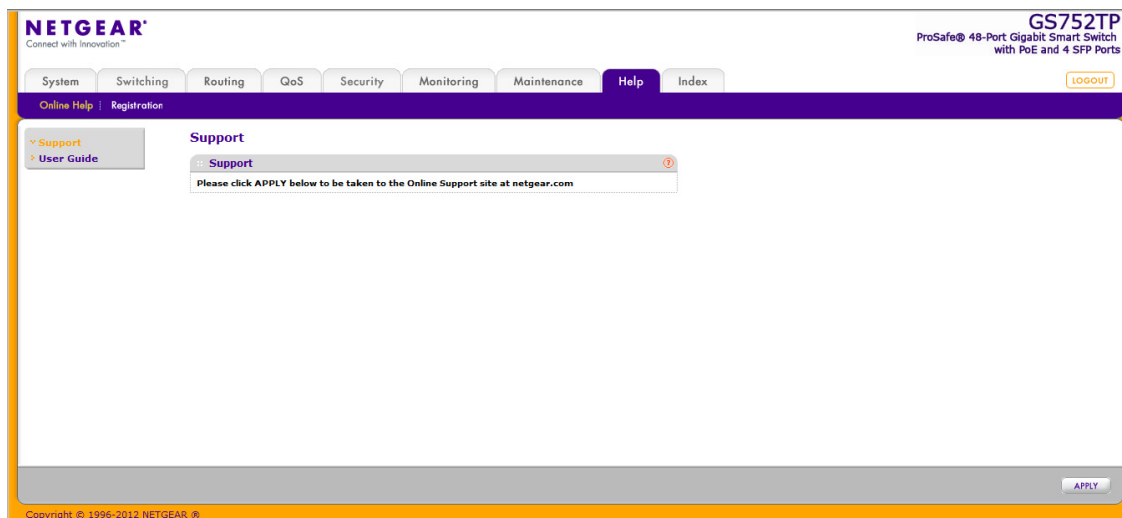 NETGEAR®
Connect with Innovation™
GS752TP
ProSafe® 48-Port Gigabit Smart Switch
with PoE and 4 SFP Ports
System Switching Routing QoS Security Monitoring Maintenance Help Index LOGOUT
Online Help Registration
Support
User Guide
Support
Support
Please click APPLY below to be taken to the Online Support site at netgear.com
APPLY
Copyright © 1996-2012 NETGEAR ®